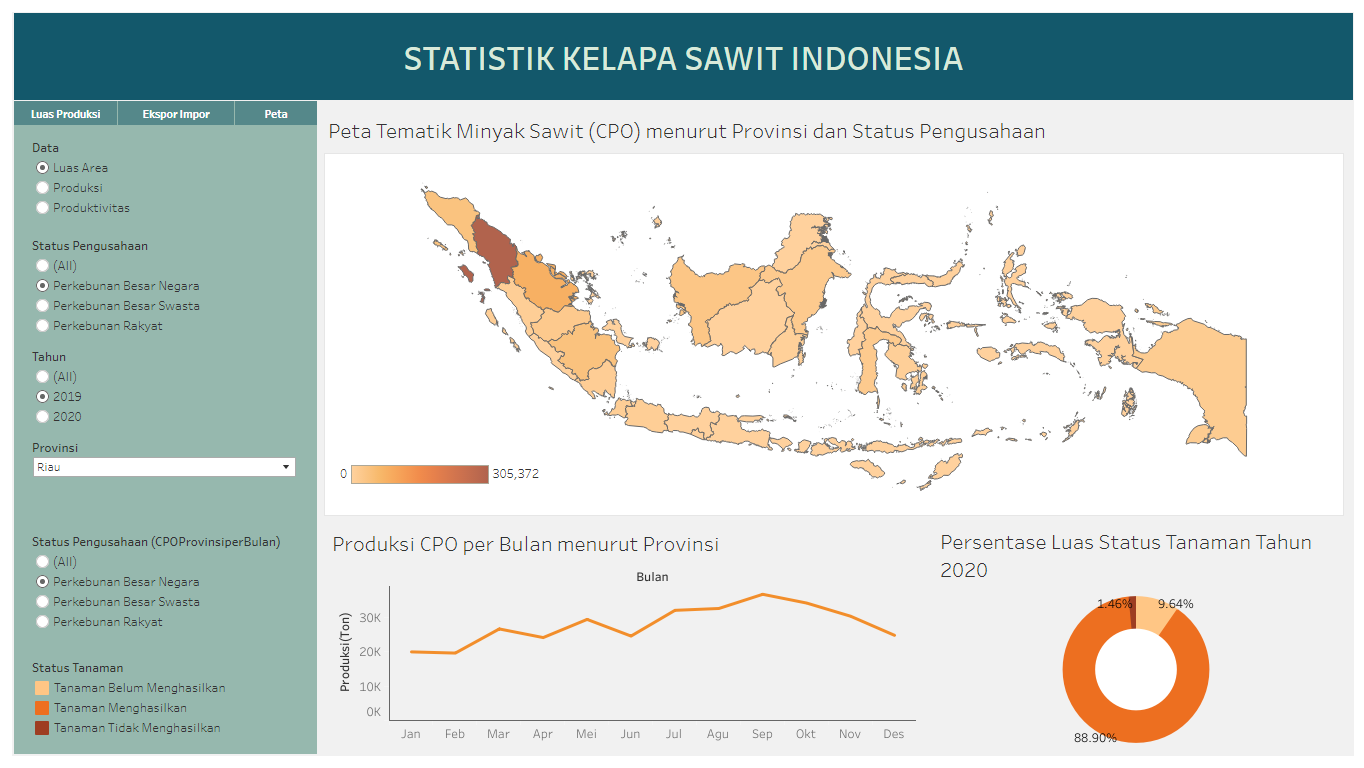 STATISTIK KELAPA SAWIT INDONESIA
Luas Produksi
Ekspor Impor
Peta
Data
Luas Area
Produksi
Produktivitas
Status Pengusahaan
(All)
Perkebunan Besar Negara
Perkebunan Besar Swasta
Perkebunan Rakyat
Tahun
(All)
2019
2020
Provinsi
Riau
Status Pengusahaan (CPOProvinsiperBulan)
(All)
Perkebunan Besar Negara
Perkebunan Besar Swasta
Perkebunan Rakyat
Status Tanaman
Tanaman Belum Menghasilkan
Tanaman Menghasilkan
Tanaman Tidak Menghasilkan
Peta Tematik Minyak Sawit (CPO) menurut Provinsi dan Status Pengusahaan
0
305,372
Produksi CPO per Bulan menurut Provinsi
Bulan
Produksi(Ton)
30K
20K
10K
0K
Jan
Feb
Mar
Apr
Mei
Jun
Jul
Agu
Sep
Okt
Nov
Des
Persentase Luas Status Tanaman Tahun
2020
1.46%
9.64%
88.90%